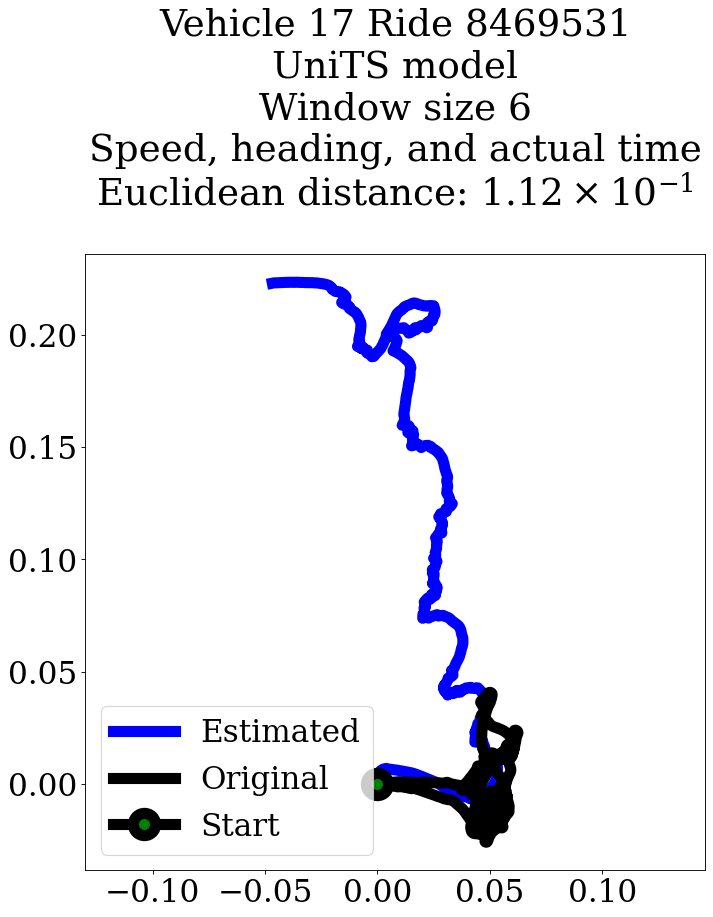 Vehicle 17 Ride 8469531
UniTS model
Window size 6
Speed, heading, and actual time
Euclidean distance: 1.12 × 10⁻¹
0.20
0.15
0.10
0.05
0.00
Estimated
Original
Start
−0.10 −0.05 0.00 0.05 0.10